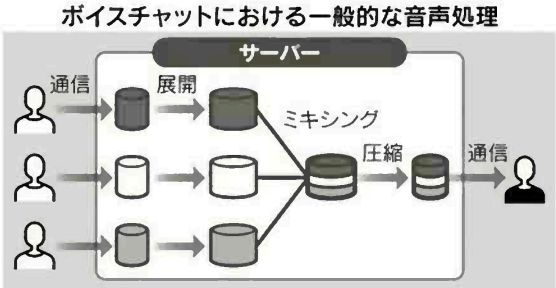 ボイスチャットにおける一般的な音声処理
サーバー
通信
展開
ミキシング
圧縮
通信